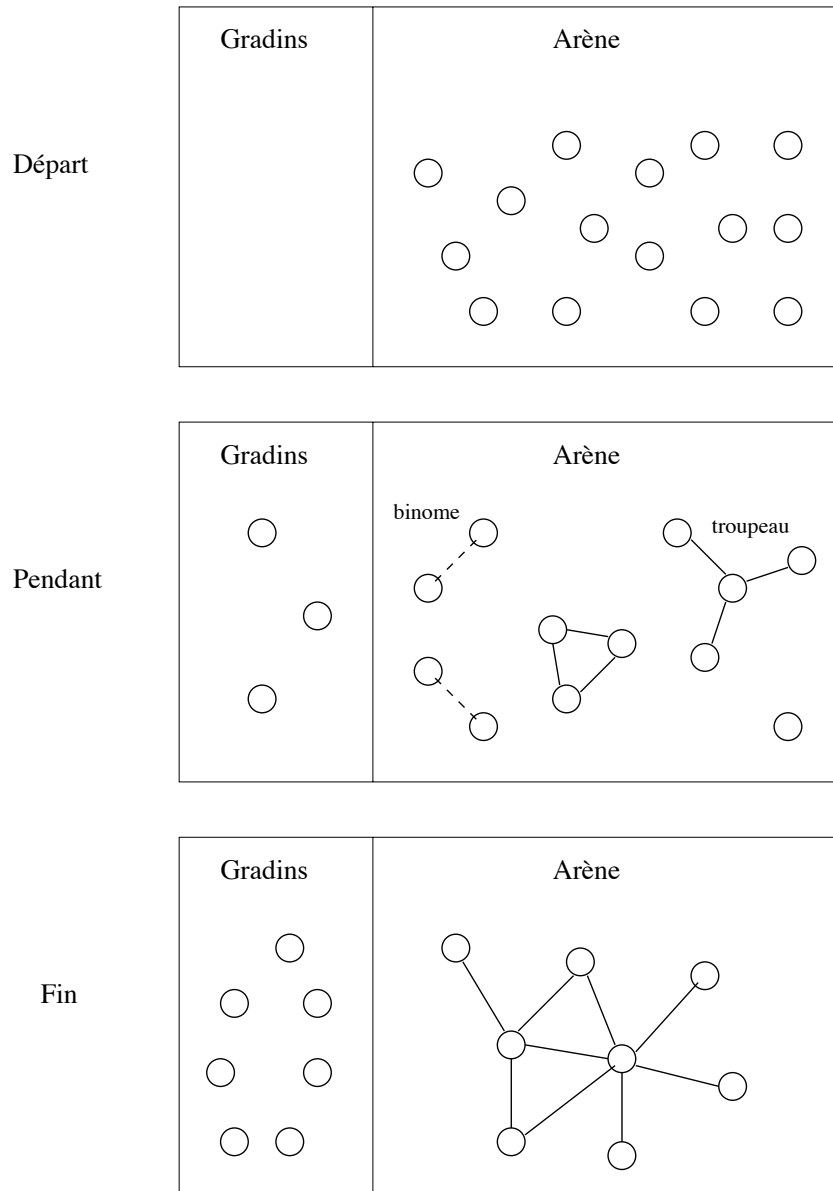 Gradins
Arène
Départ
Gradins
Arène
binome
troupeau
Pendant
Gradins
Arène
Fin